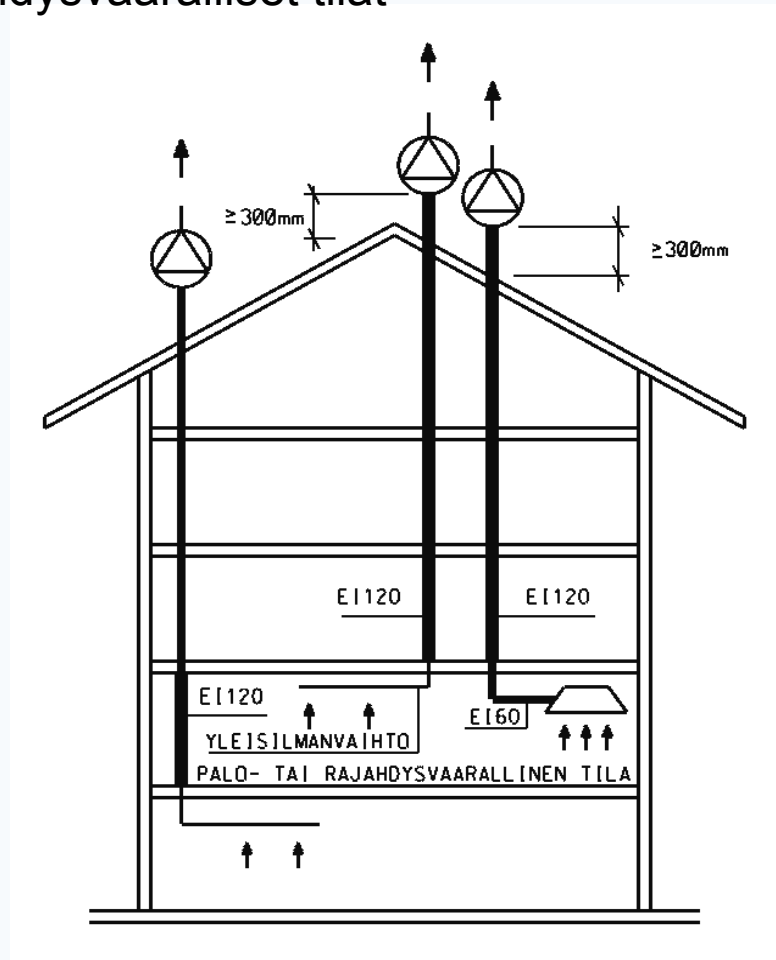 ≥300mm
≥300mm
EI120
EI120
EI120
EI60
YLEISILMANVAIHTO
PALO- TAI RAJAHDYSVAARALLINEN TILA